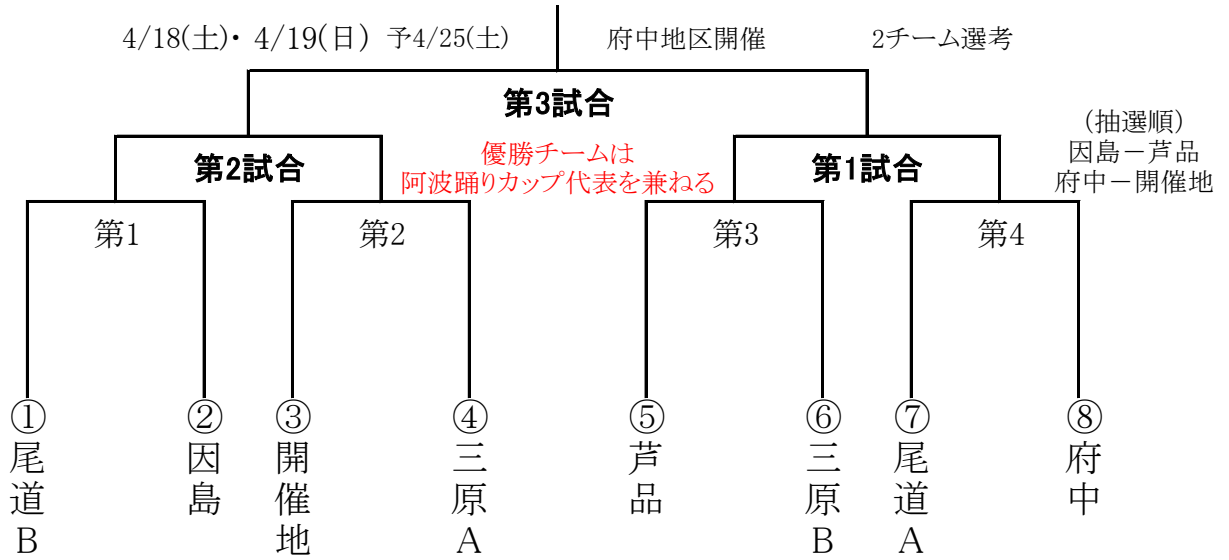 4/18(土)・ 4/19(日) 予4/25(土) 府中地区開催 2チーム選考
第3試合
(抽選順)
因島－芦品
府中－開催地
第2試合
優勝チームは
阿波踊りカップ代表を兼ねる
第1試合
第1 第2 第3 第4
①尾道B
②因島
③開催地
④三原A
⑤芦品
⑥三原B
⑦尾道A
⑧府中